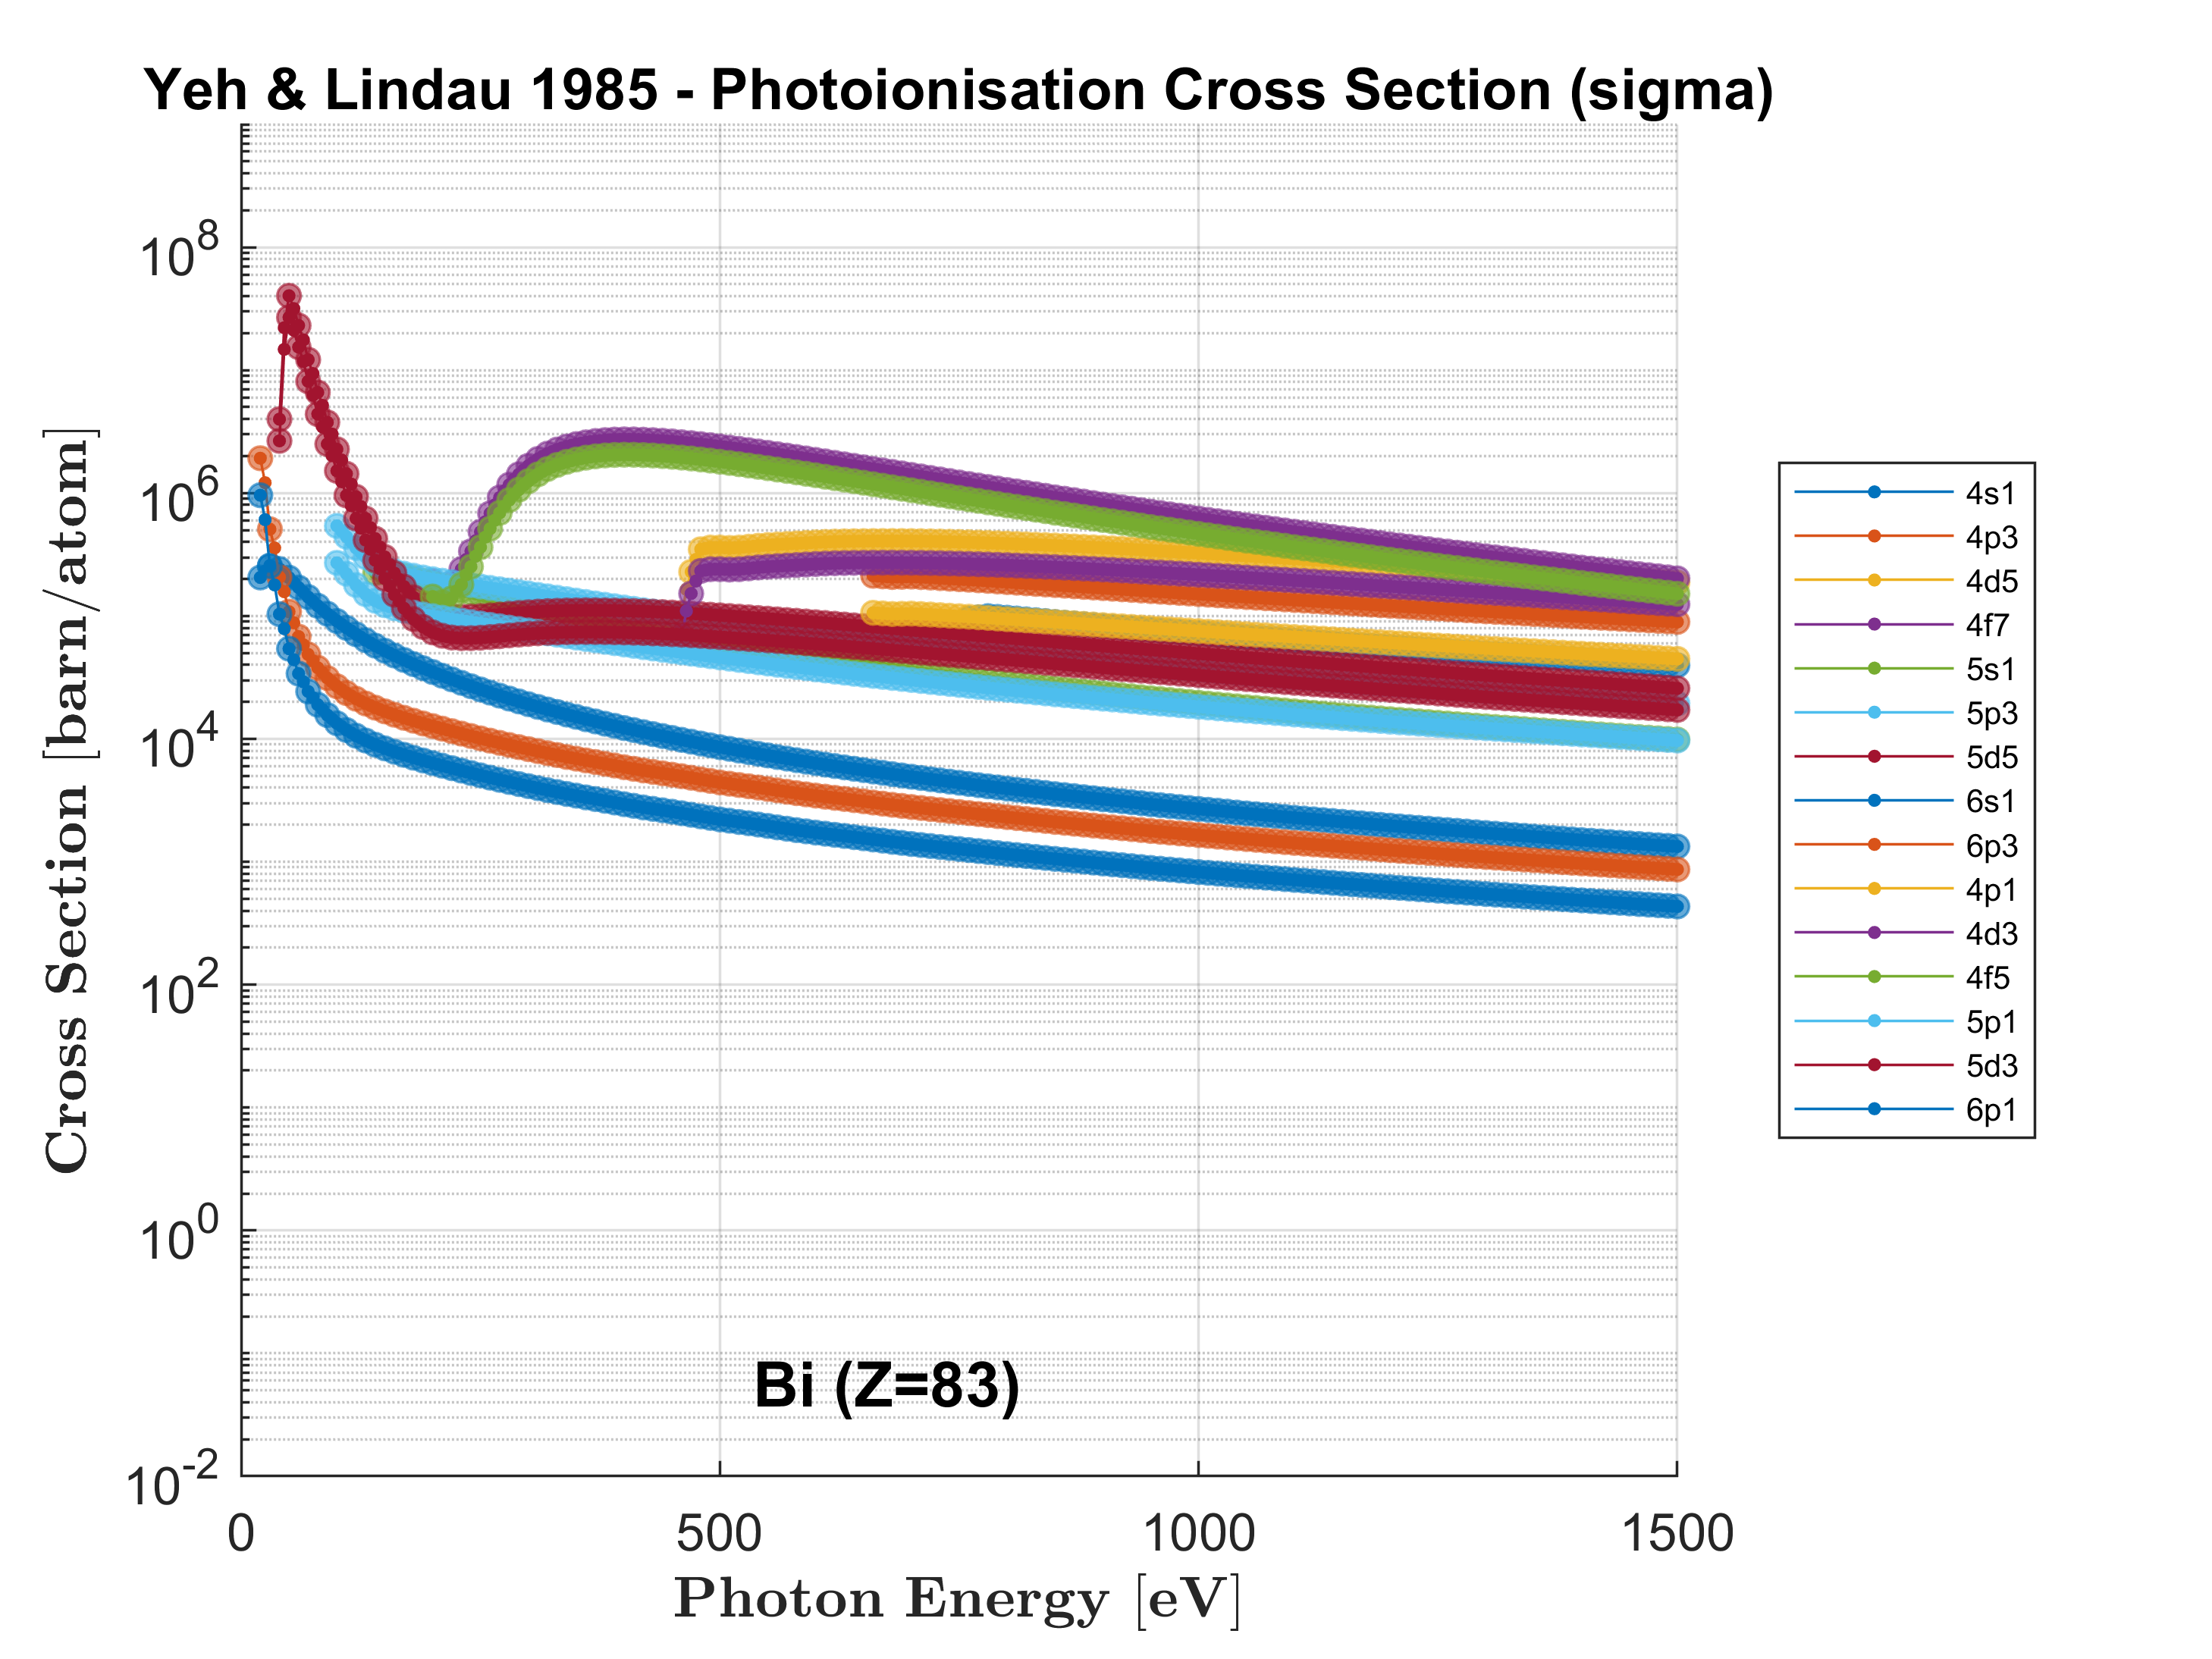 Yeh & Lindau 1985 - Photoionisation Cross Section (sigma)
Cross Section [barn/atom]
10^8
10^6
10^4
10^2
10^0
10^-2
0 500 1000 1500
Photon Energy [eV]
Bi (Z=83)
4s1
4p3
4d5
4f7
5s1
5p3
5d5
6s1
6p3
4p1
4d3
4f5
5p1
5d3
6p1